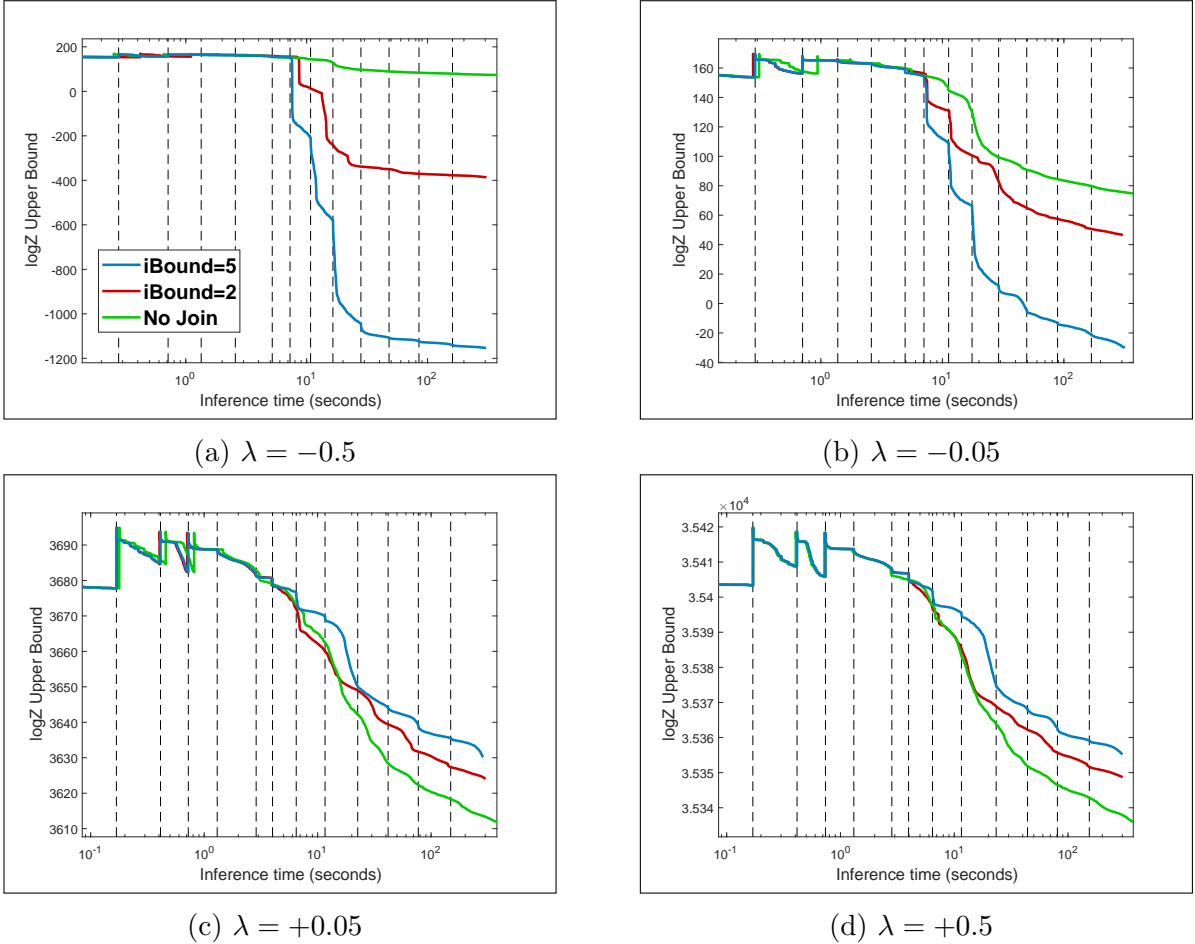 200
0
-200
-400
-600
-800
-1000
-1200
logZ Upper Bound
iBound=5
iBound=2
No Join
10^0 10^1 10^2
Inference time (seconds)
(a) λ = −0.5
160
140
120
100
80
60
40
20
0
-20
-40
logZ Upper Bound
10^0 10^1 10^2
Inference time (seconds)
(b) λ = −0.05
3690
3680
3670
3660
3650
3640
3630
3620
3610
logZ Upper Bound
10^-1 10^0 10^1 10^2
Inference time (seconds)
(c) λ = +0.05
×10^4
3.542
3.541
3.54
3.539
3.538
3.537
3.536
3.535
3.534
logZ Upper Bound
10^-1 10^0 10^1 10^2
Inference time (seconds)
(d) λ = +0.5